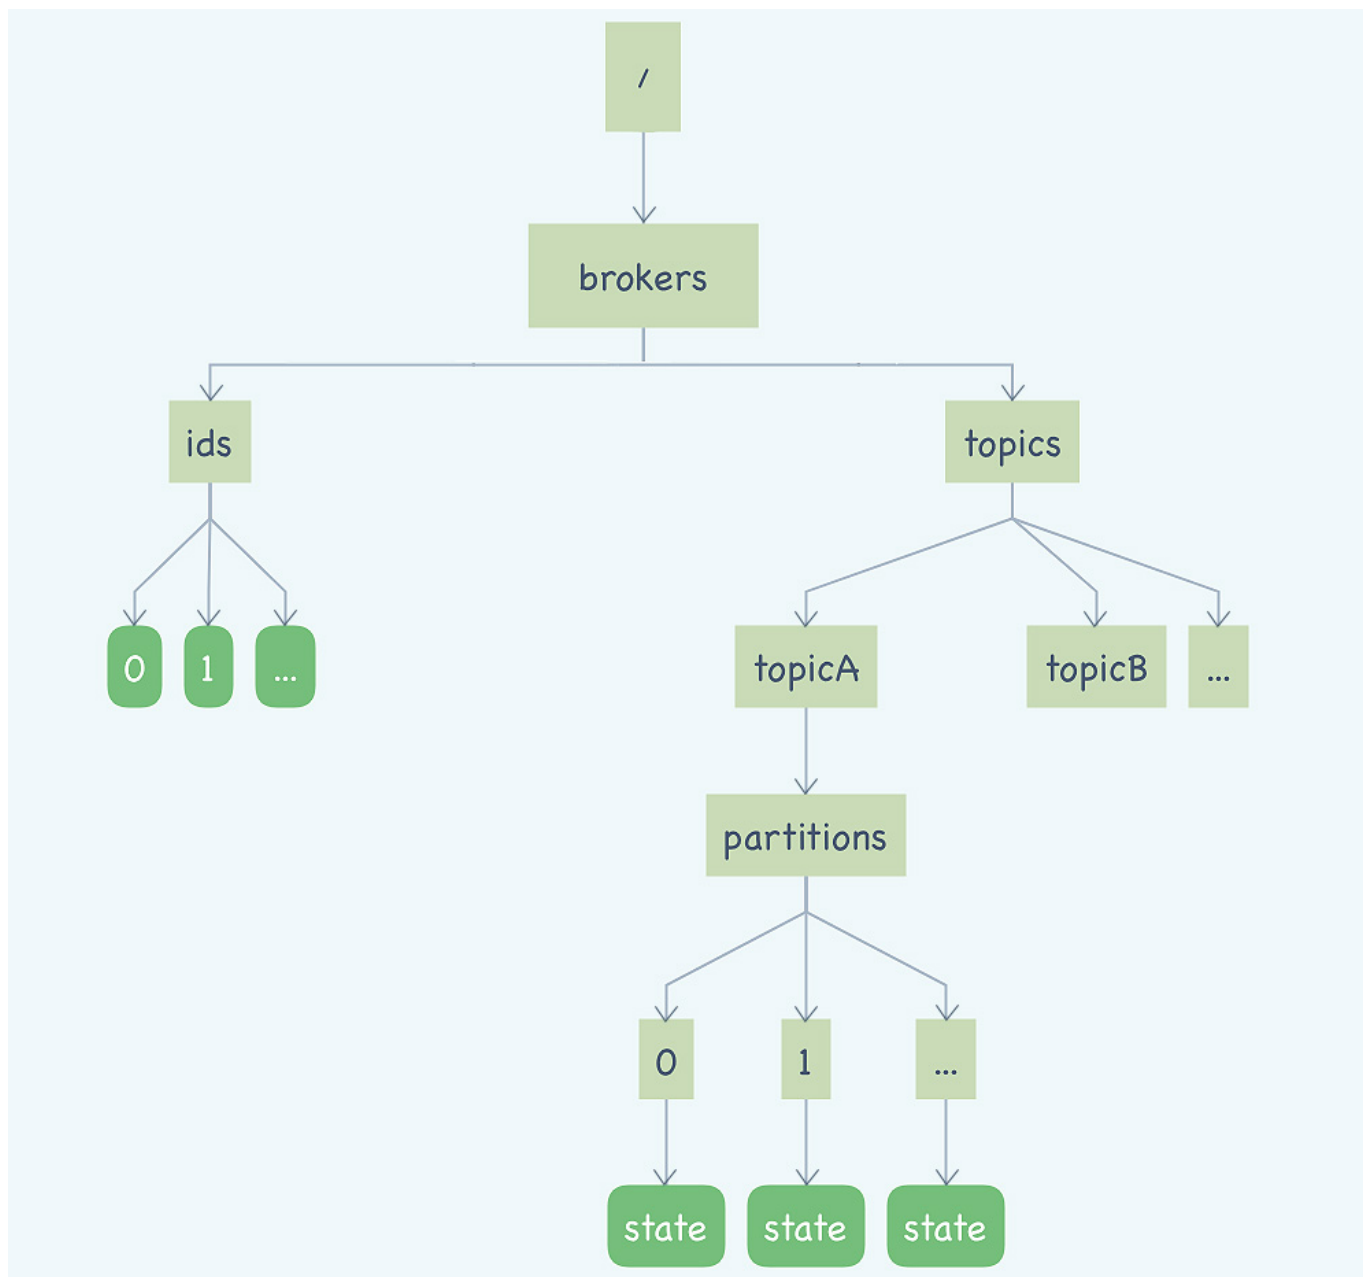 /
brokers
ids
topics
0
1
...
topicA
topicB
...
partitions
0
1
...
state
state
state